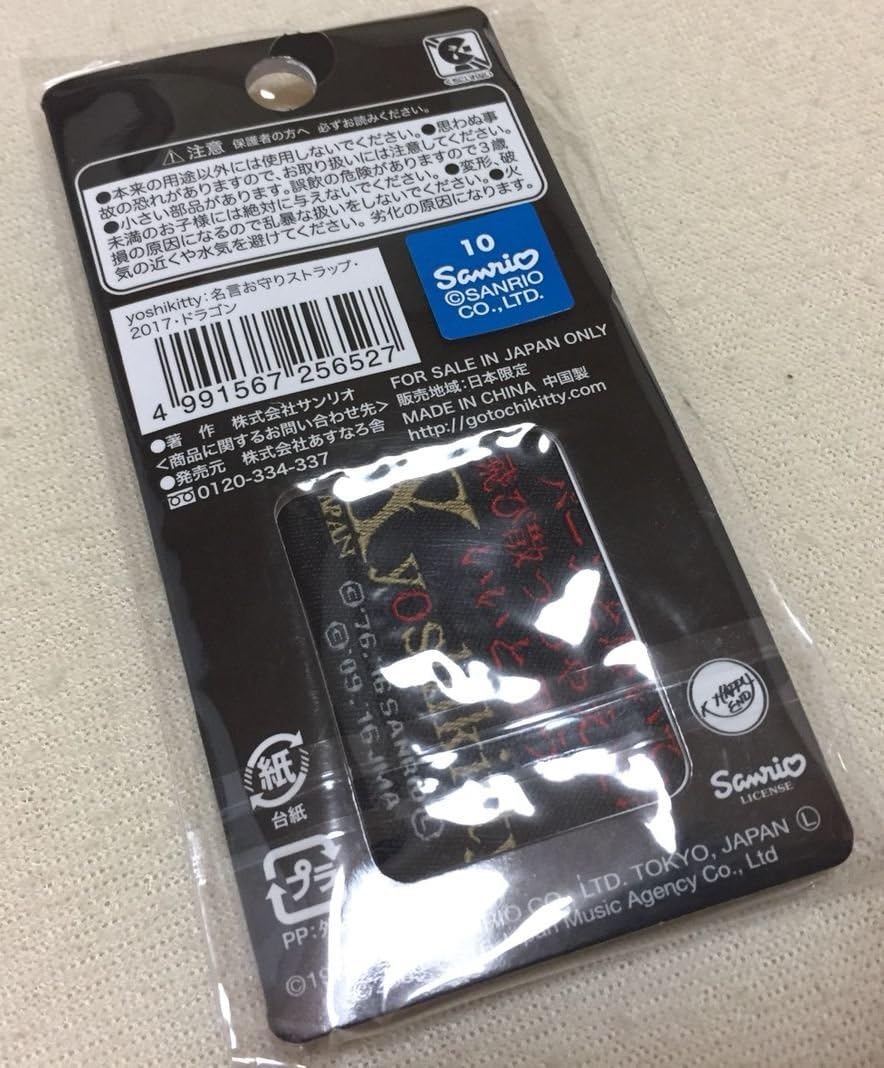 注意 保護者の方へ 必ずお読みください。
●本来の用途以外には使用しないでください。●思わぬ事
故の恐れがありますので、お取り扱いには注意してください。
●小さい部品があります。誤飲の危険がありますので3歳
未満のお子様には絶対に与えないでください。●変形、破
損の原因になるので乱暴な扱いをしないでください。●火
気の近くや水気を避けてください。劣化の原因になります。
yoshikitty:名言お守りストラップ・
2017・ドラゴン
4 991567 256527
10
Sanrio
©SANRIO
CO.,LTD.
●著 作 株式会社サンリオ
<商品に関するお問い合わせ先>
●発売元 株式会社あすなろ舎
0120-334-337
FOR SALE IN JAPAN ONLY
販売地域:日本限定
MADE IN CHINA 中国製
http://gotochikitty.com
X
JAPAN
yoshiki
©'76,'16 SANRIO
©'09,'16 JMA
紙
台紙
プラ
PP:
K HAPPY
END
Sanrio
LICENSE
CO., LTD. TOKYO, JAPAN Ⓛ
Japan Music Agency Co., Ltd